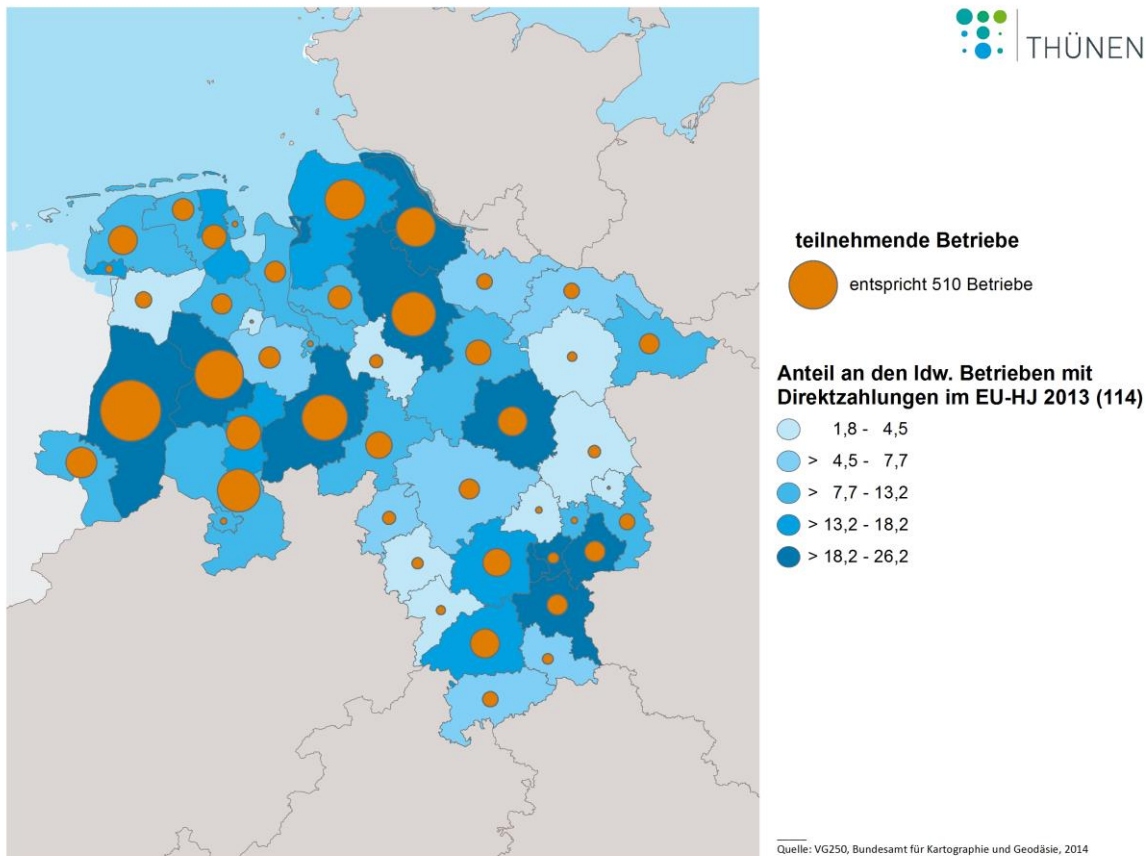 THÜNEN
teilnehmende Betriebe
entspricht 510 Betriebe
Anteil an den ldw. Betrieben mit
Direktzahlungen im EU-HJ 2013 (114)
1,8 - 4,5
> 4,5 - 7,7
> 7,7 - 13,2
> 13,2 - 18,2
> 18,2 - 26,2
Quelle: VG250, Bundesamt für Kartographie und Geodäsie, 2014